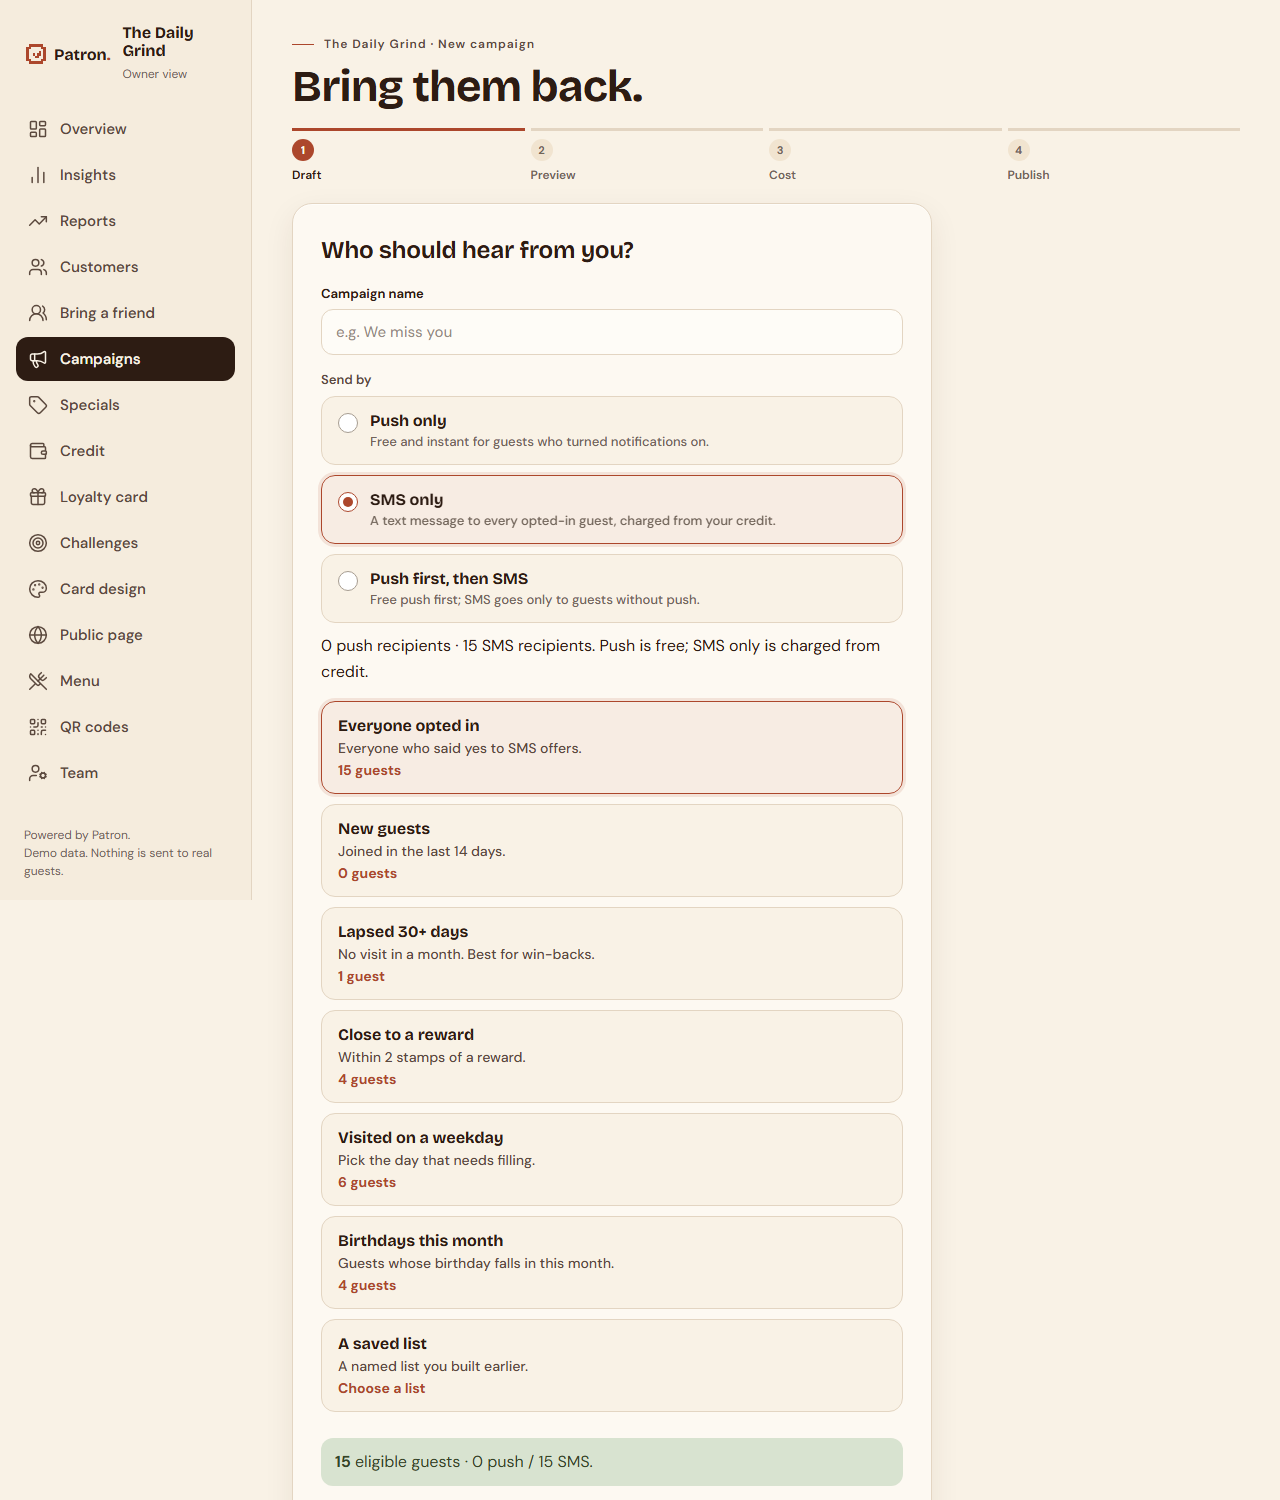 Patron.
The Daily
Grind
Owner view
Overview
Insights
Reports
Customers
Bring a friend
Campaigns
Specials
Credit
Loyalty card
Challenges
Card design
Public page
Menu
QR codes
Team
Powered by Patron.
Demo data. Nothing is sent to real
guests.
The Daily Grind · New campaign
Bring them back.
1
Draft
2
Preview
3
Cost
4
Publish
Who should hear from you?
Campaign name
e.g. We miss you
Send by
Push only
Free and instant for guests who turned notifications on.
SMS only
A text message to every opted-in guest, charged from your credit.
Push first, then SMS
Free push first; SMS goes only to guests without push.
0 push recipients · 15 SMS recipients. Push is free; SMS only is charged from
credit.
Everyone opted in
Everyone who said yes to SMS offers.
15 guests
New guests
Joined in the last 14 days.
0 guests
Lapsed 30+ days
No visit in a month. Best for win-backs.
1 guest
Close to a reward
Within 2 stamps of a reward.
4 guests
Visited on a weekday
Pick the day that needs filling.
6 guests
Birthdays this month
Guests whose birthday falls in this month.
4 guests
A saved list
A named list you built earlier.
Choose a list
15 eligible guests · 0 push / 15 SMS.